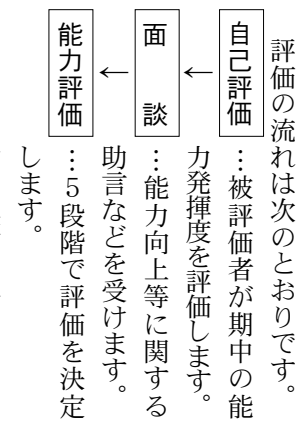 評価の流れは次のとおりです。
自己評価…被評価者が期中の能
力発揮度を評価します。
↓
面談…能力向上等に関する
助言などを受けます。
↓
能力評価…5段階で評価を決定
します。